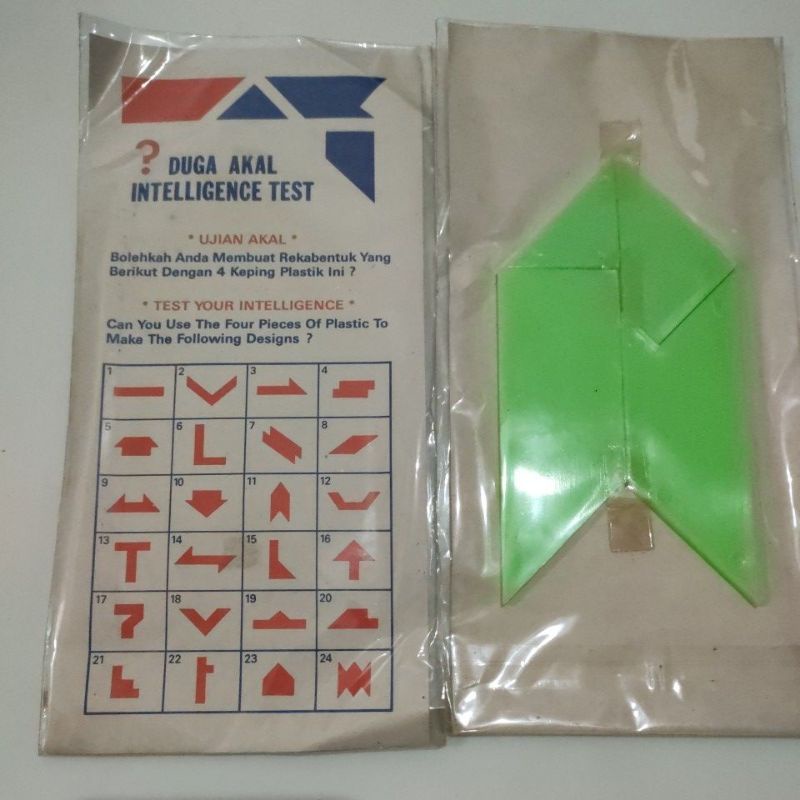 ?
DUGA AKAL
INTELLIGENCE TEST
* UJIAN AKAL *
Bolehkah Anda Membuat Rekabentuk Yang
Berikut Dengan 4 Keping Plastik Ini ?
* TEST YOUR INTELLIGENCE *
Can You Use The Four Pieces Of Plastic To
Make The Following Designs ?
1 2 3 4
5 6 7 8
9 10 11 12
13 14 15 16
17 18 19 20
21 22 23 24